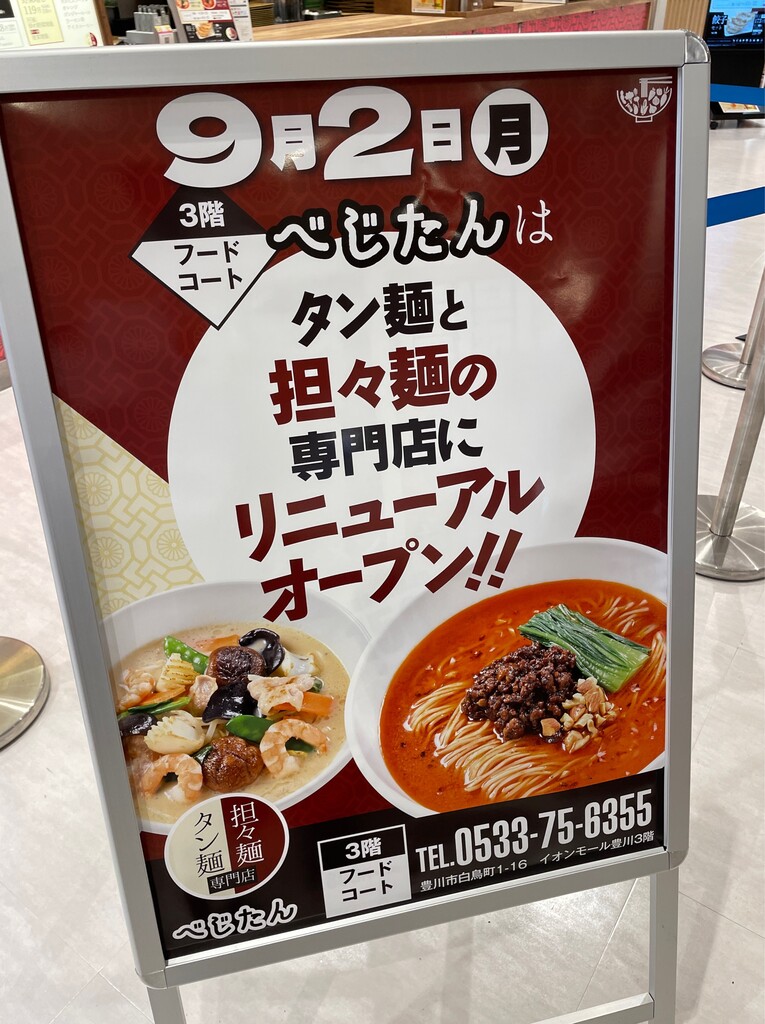 9月2日 月
3階
フード
コート
べじたんは
タン麺と
担々麺の
専門店に
リニューアル
オープン!!
担々麺
タン麺
専門店
べじたん
3階
フード
コート
TEL.0533-75-6355
豊川市白鳥町1-16 イオンモール豊川3階
餃子